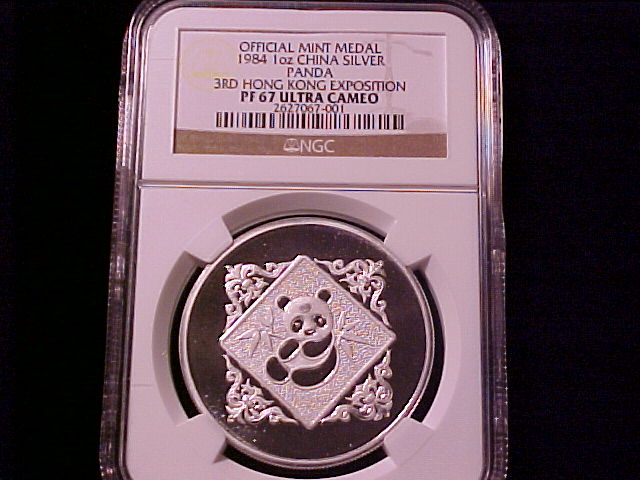 OFFICIAL MINT MEDAL
1984 1oz CHINA SILVER
PANDA
3RD HONG KONG EXPOSITION
PF 67 ULTRA CAMEO
2627067-001
NGC